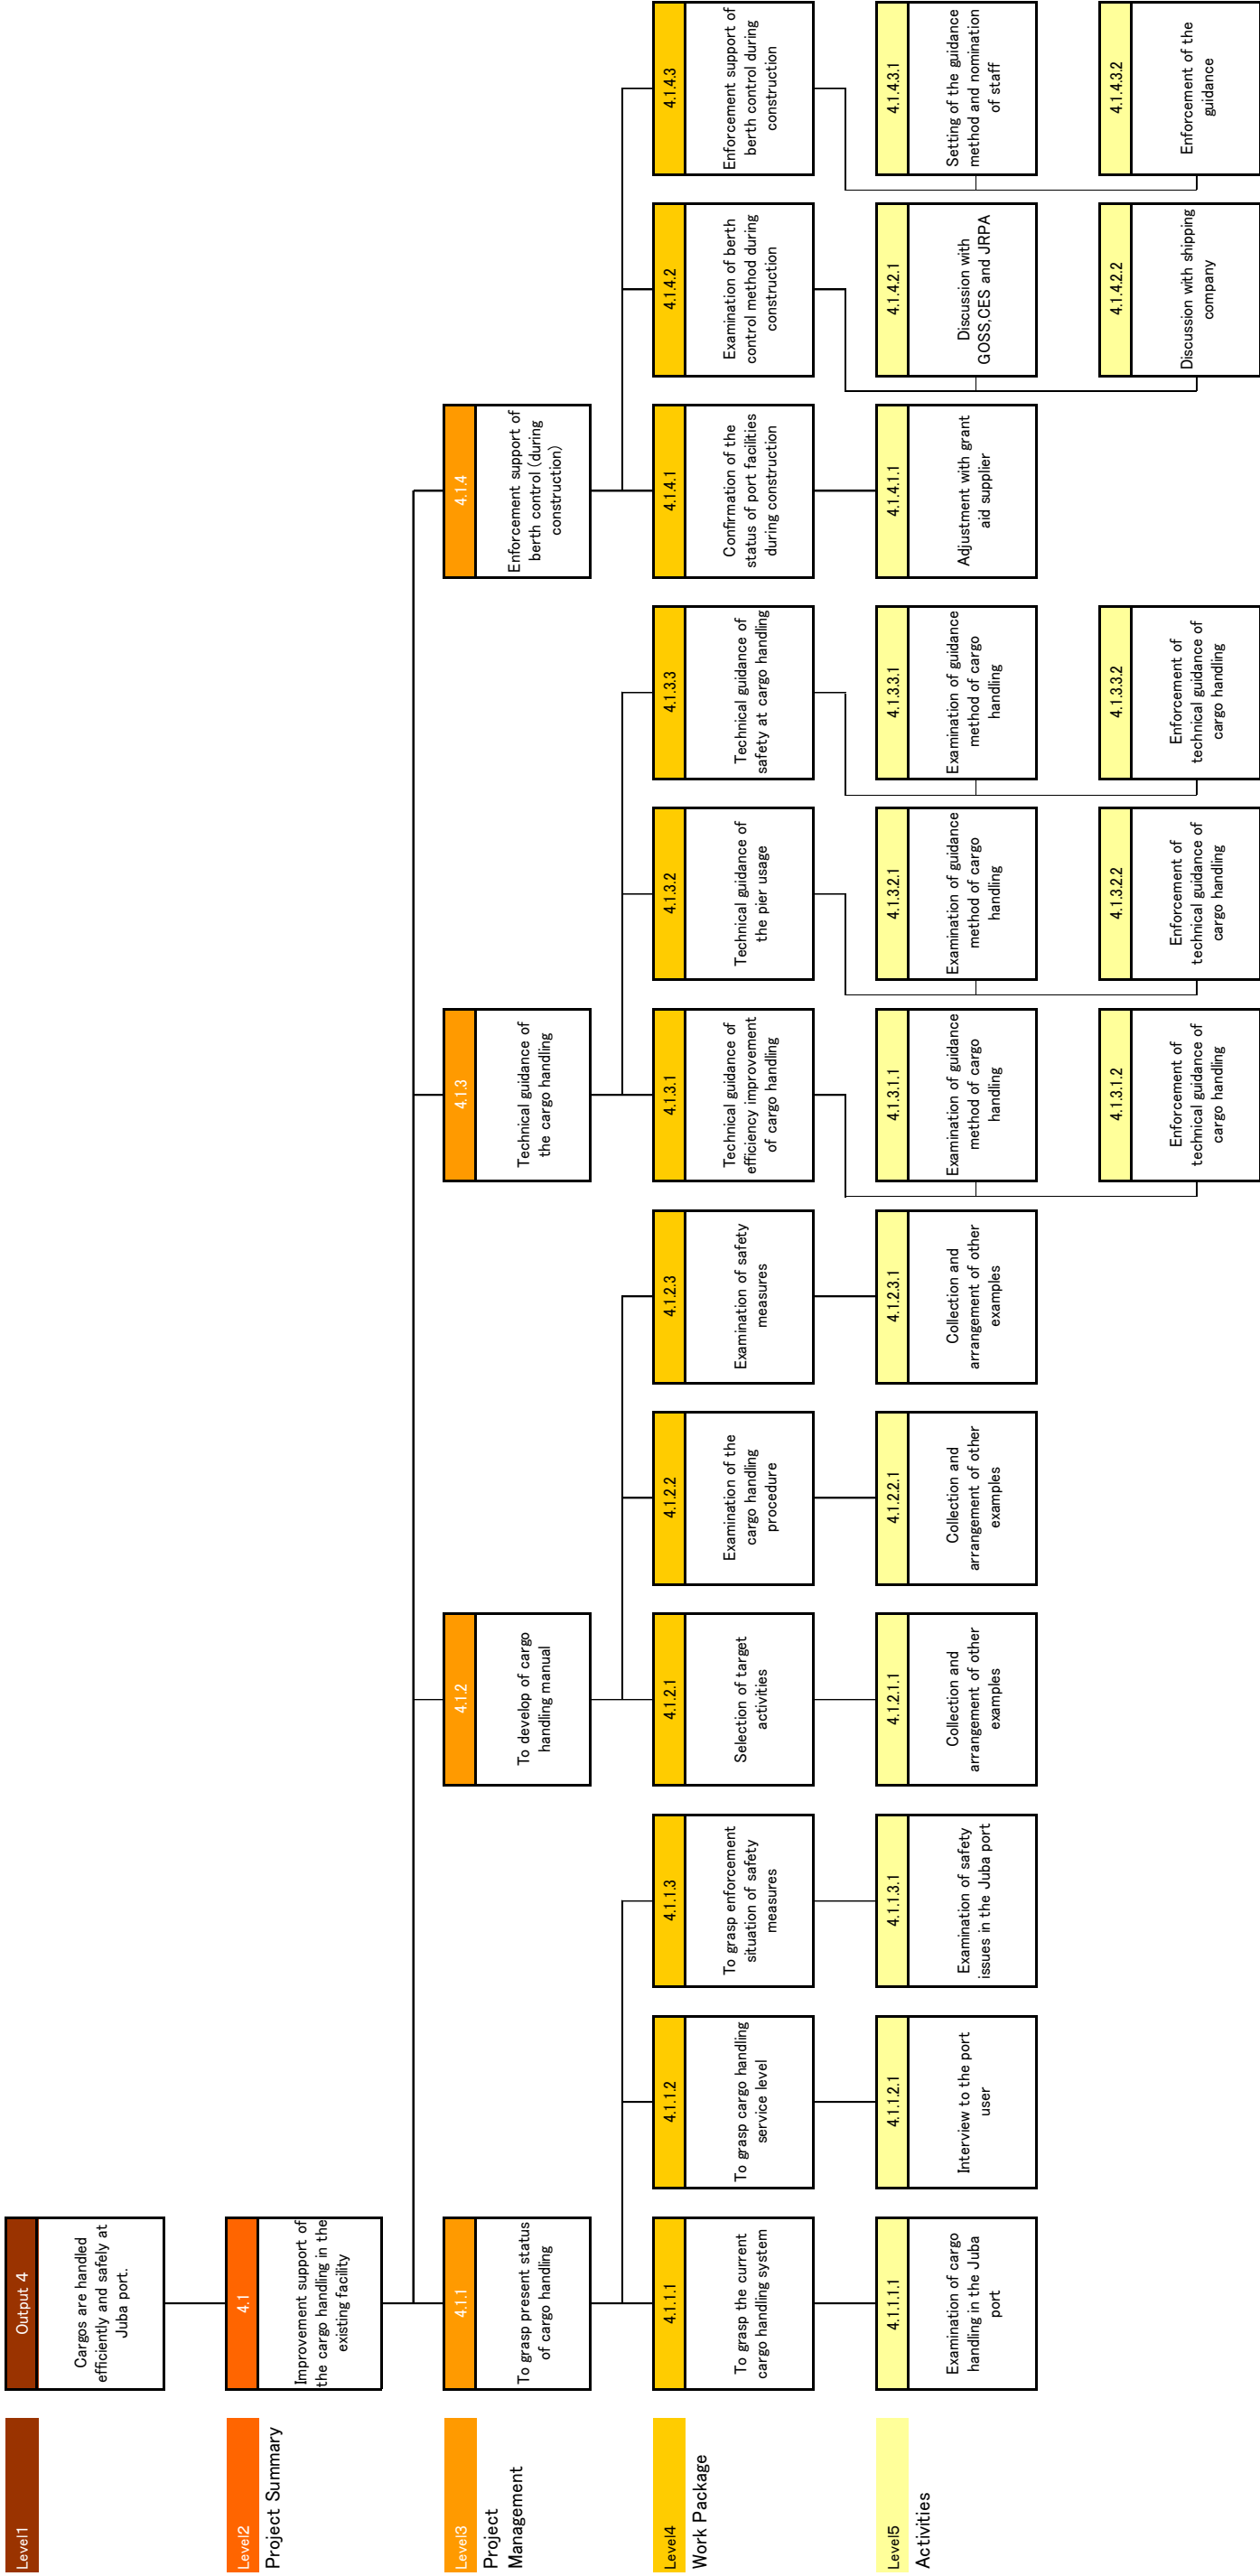 Level1
Output 4
Cargos are handled
efficiently and safely at
Juba port.
Level2
Project Summary
4.1
Improvement support of
the cargo handling in the
existing facility
Level3
Project
Management
4.1.1
To grasp present status
of cargo handling
4.1.2
To develop of cargo
handling manual
4.1.3
Technical guidance of
the cargo handling
4.1.4
Enforcement support of
berth control (during
construction)
Level4
Work Package
4.1.1.1
To grasp the current
cargo handling system
4.1.1.2
To grasp cargo handling
service level
4.1.1.3
To grasp enforcement
situation of safety
measures
4.1.2.1
Selection of target
activities
4.1.2.2
Examination of the
cargo handling
procedure
4.1.2.3
Examination of safety
measures
4.1.3.1
Technical guidance of
efficiency improvement
of cargo handling
4.1.3.2
Technical guidance of
the pier usage
4.1.3.3
Technical guidance of
safety at cargo handling
4.1.4.1
Confirmation of the
status of port facilities
during construction
4.1.4.2
Examination of berth
control method during
construction
4.1.4.3
Enforcement support of
berth control during
construction
Level5
Activities
4.1.1.1.1
Examination of cargo
handling in the Juba
port
4.1.1.2.1
Interview to the port
user
4.1.1.3.1
Examination of safety
issues in the Juba port
4.1.2.1.1
Collection and
arrangement of other
examples
4.1.2.2.1
Collection and
arrangement of other
examples
4.1.2.3.1
Collection and
arrangement of other
examples
4.1.3.1.1
Examination of guidance
method of cargo
handling
4.1.3.2.1
Examination of guidance
method of cargo
handling
4.1.3.3.1
Examination of guidance
method of cargo
handling
4.1.4.1.1
Adjustment with grant
aid supplier
4.1.4.2.1
Discussion with
GOSS,CES and JRPA
4.1.4.3.1
Setting of the guidance
method and nomination
of staff
4.1.3.1.2
Enforcement of
technical guidance of
cargo handling
4.1.3.2.2
Enforcement of
technical guidance of
cargo handling
4.1.3.3.2
Enforcement of
technical guidance of
cargo handling
4.1.4.2.2
Discussion with shipping
company
4.1.4.3.2
Enforcement of the
guidance